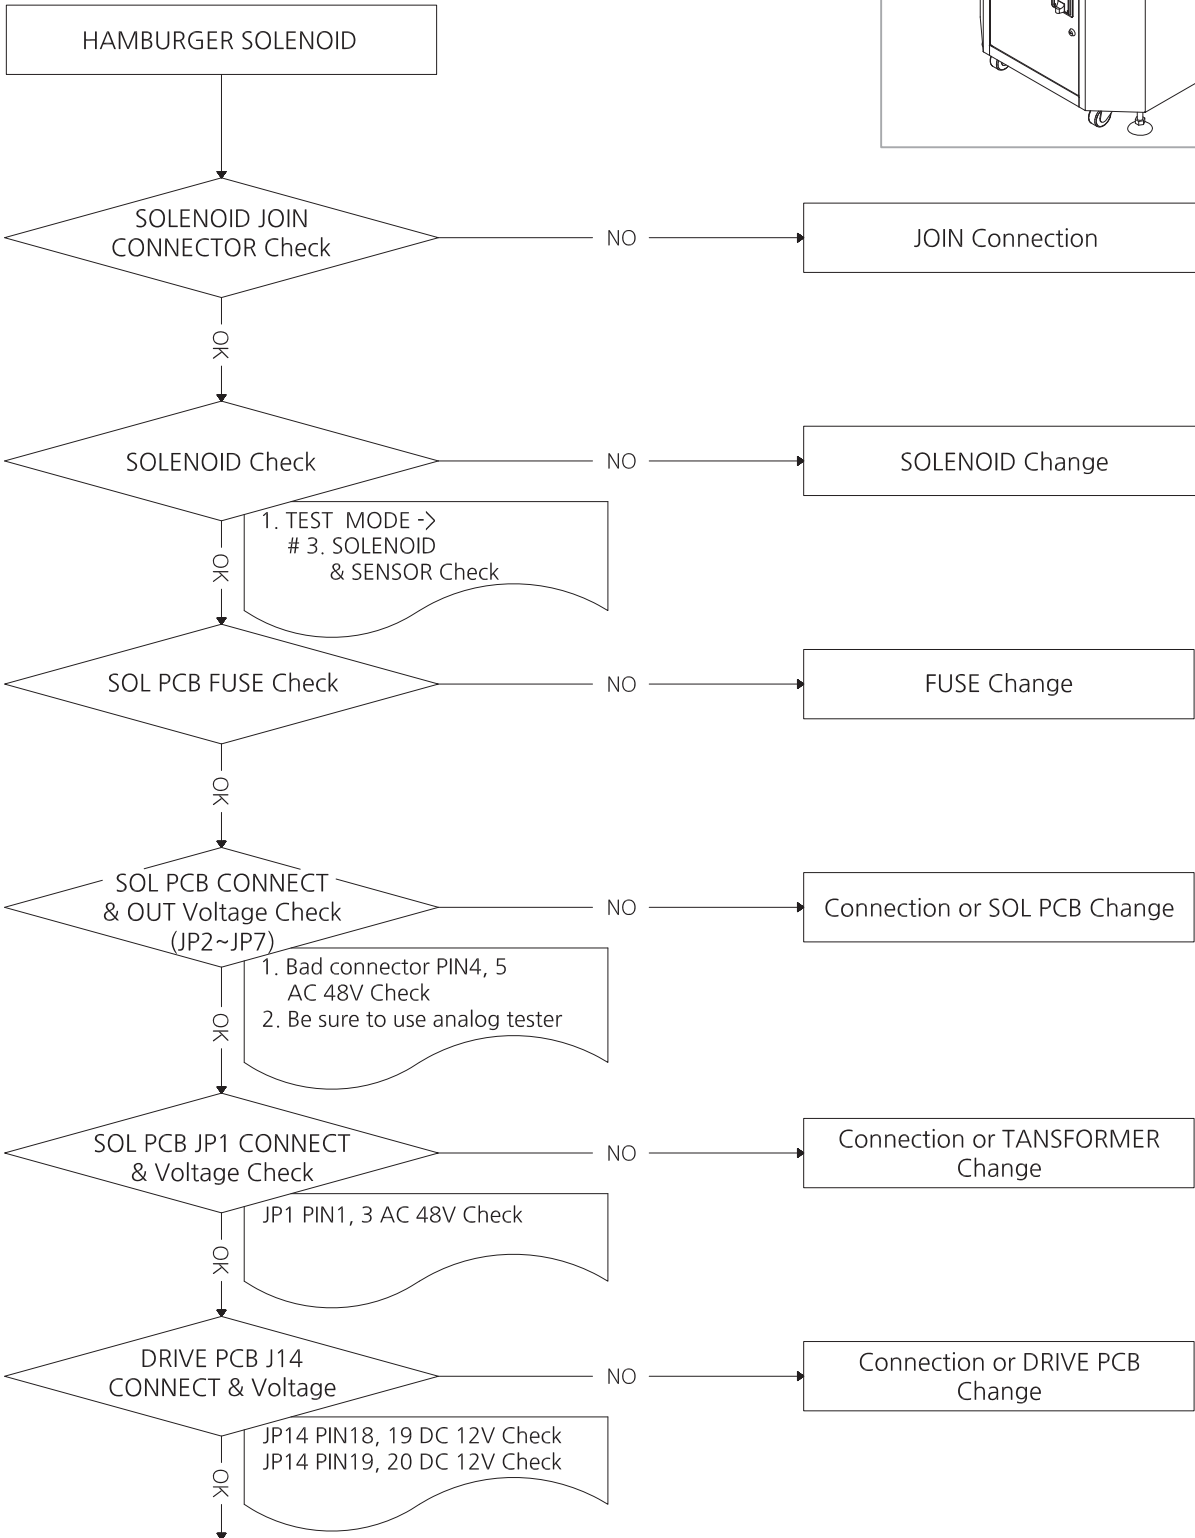 HAMBURGER SOLENOID
SOLENOID JOIN
CONNECTOR Check
NO
JOIN Connection
OK
SOLENOID Check
NO
SOLENOID Change
1. TEST MODE ->
# 3. SOLENOID
& SENSOR Check
OK
SOL PCB FUSE Check
NO
FUSE Change
OK
SOL PCB CONNECT
& OUT Voltage Check
(JP2~JP7)
NO
Connection or SOL PCB Change
1. Bad connector PIN4, 5
AC 48V Check
2. Be sure to use analog tester
OK
SOL PCB JP1 CONNECT
& Voltage Check
NO
Connection or TANSFORMER
Change
JP1 PIN1, 3 AC 48V Check
OK
DRIVE PCB J14
CONNECT & Voltage
NO
Connection or DRIVE PCB
Change
JP14 PIN18, 19 DC 12V Check
JP14 PIN19, 20 DC 12V Check
OK